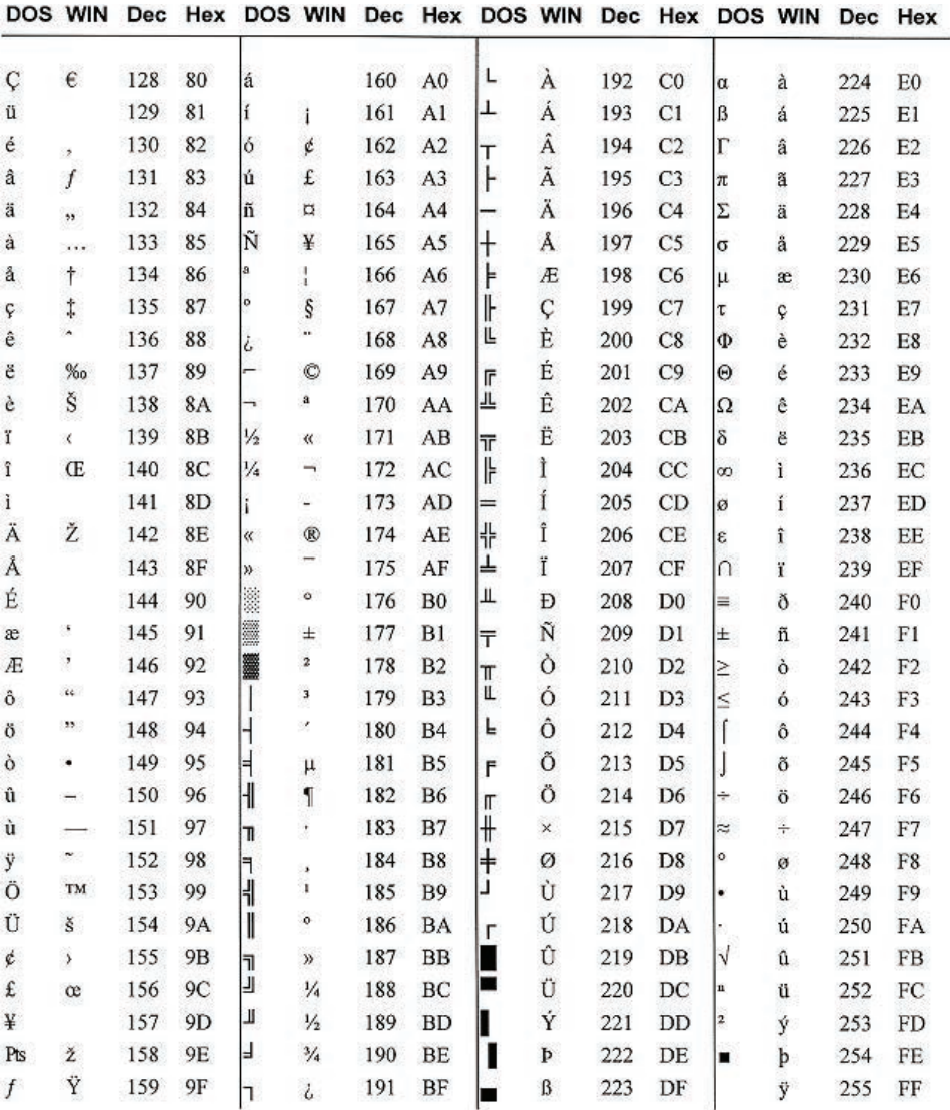 DOS WIN Dec Hex DOS WIN Dec Hex DOS WIN Dec Hex DOS WIN Dec Hex
Ç € 128 80 á 160 A0 └ À 192 C0 α à 224 E0
ü 129 81 í ¡ 161 A1 ┴ Á 193 C1 ß á 225 E1
é ‚ 130 82 ó ¢ 162 A2 ┬ Â 194 C2 Γ â 226 E2
â ƒ 131 83 ú £ 163 A3 ├ Ã 195 C3 π ã 227 E3
ä „ 132 84 ñ ¤ 164 A4 ─ Ä 196 C4 Σ ä 228 E4
à … 133 85 Ñ ¥ 165 A5 ┼ Å 197 C5 σ å 229 E5
å † 134 86 ª ¦ 166 A6 ╞ Æ 198 C6 µ æ 230 E6
ç ‡ 135 87 º § 167 A7 ╟ Ç 199 C7 τ ç 231 E7
ê ˆ 136 88 ¿ ¨ 168 A8 ╚ È 200 C8 Φ è 232 E8
ë ‰ 137 89 ⌐ © 169 A9 ╔ É 201 C9 Θ é 233 E9
è Š 138 8A ¬ ª 170 AA ╩ Ê 202 CA Ω ê 234 EA
ï ‹ 139 8B ½ « 171 AB ╦ Ë 203 CB δ ë 235 EB
î Œ 140 8C ¼ ¬ 172 AC ╠ Ì 204 CC ∞ ì 236 EC
ì 141 8D ¡ - 173 AD ═ Í 205 CD ø í 237 ED
Ä Ž 142 8E « ® 174 AE ╬ Î 206 CE ε î 238 EE
Å 143 8F » ¯ 175 AF ╧ Ï 207 CF ∩ ï 239 EF
É 144 90 ░ ° 176 B0 ╨ Ð 208 D0 ≡ ð 240 F0
æ ‘ 145 91 ▒ ± 177 B1 ╤ Ñ 209 D1 ± ñ 241 F1
Æ ’ 146 92 ▓ ² 178 B2 ╥ Ò 210 D2 ≥ ò 242 F2
ô “ 147 93 │ ³ 179 B3 ╙ Ó 211 D3 ≤ ó 243 F3
ö ” 148 94 ┤ ´ 180 B4 ╘ Ô 212 D4 ⌠ ô 244 F4
ò • 149 95 ╡ µ 181 B5 ╒ Õ 213 D5 ⌡ õ 245 F5
û – 150 96 ╢ ¶ 182 B6 ╓ Ö 214 D6 ÷ ö 246 F6
ù — 151 97 ╖ · 183 B7 ╫ × 215 D7 ≈ ÷ 247 F7
ÿ ˜ 152 98 ╕ ¸ 184 B8 ╪ Ø 216 D8 ° ø 248 F8
Ö ™ 153 99 ╣ ¹ 185 B9 ┘ Ù 217 D9 • ù 249 F9
Ü š 154 9A ║ º 186 BA ┌ Ú 218 DA · ú 250 FA
¢ › 155 9B ╗ » 187 BB █ Û 219 DB √ û 251 FB
£ œ 156 9C ╝ ¼ 188 BC ▀ Ü 220 DC ⁿ ü 252 FC
¥ 157 9D ╜ ½ 189 BD ▌ Ý 221 DD ² ý 253 FD
Pts ž 158 9E ╛ ¾ 190 BE ▐ Þ 222 DE ■ þ 254 FE
ƒ Ÿ 159 9F ┐ ¿ 191 BF ▄ ß 223 DF ÿ 255 FF